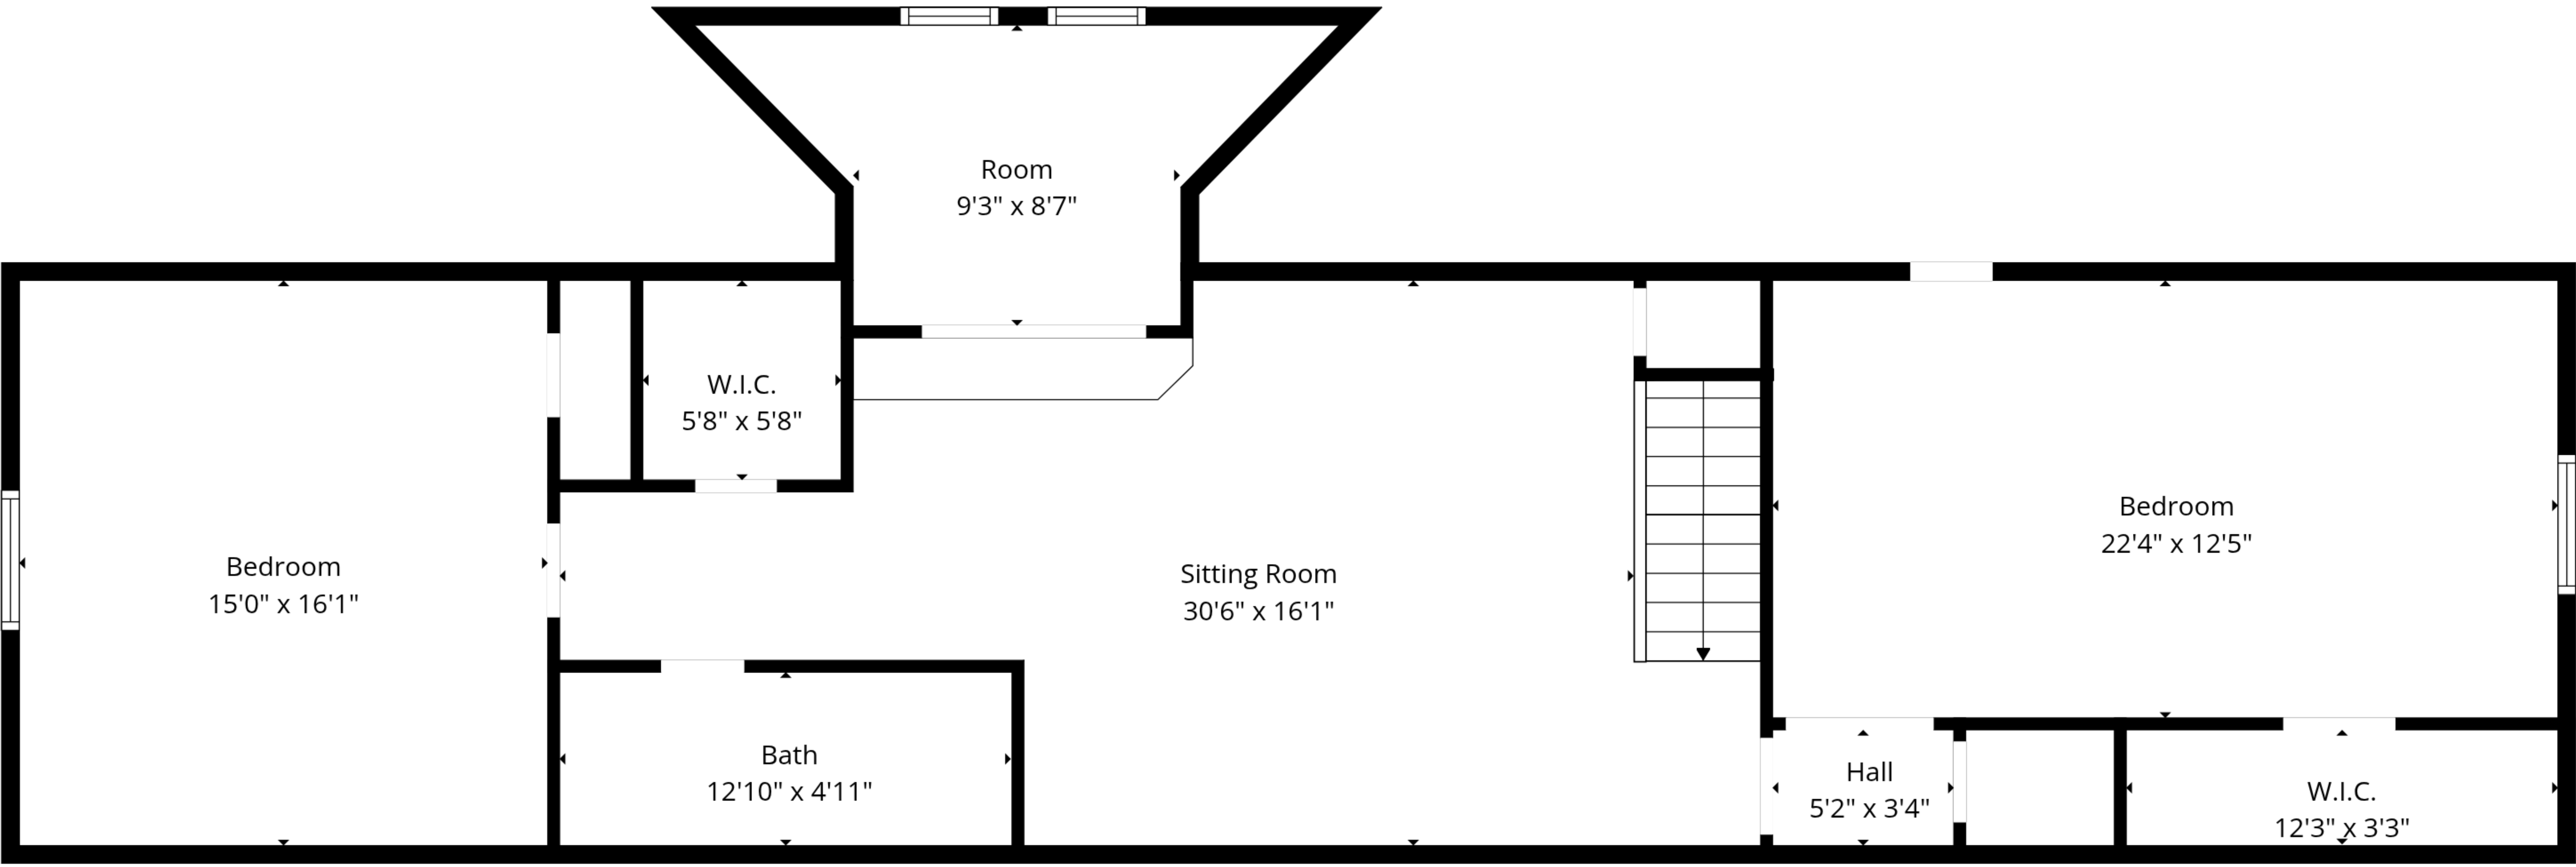 Room
9'3" x 8'7"
W.I.C.
5'8" x 5'8"
Bedroom
22'4" x 12'5"
Bedroom
15'0" x 16'1"
Sitting Room
30'6" x 16'1"
Bath
12'10" x 4'11"
Hall
5'2" x 3'4"
W.I.C.
12'3" x 3'3"